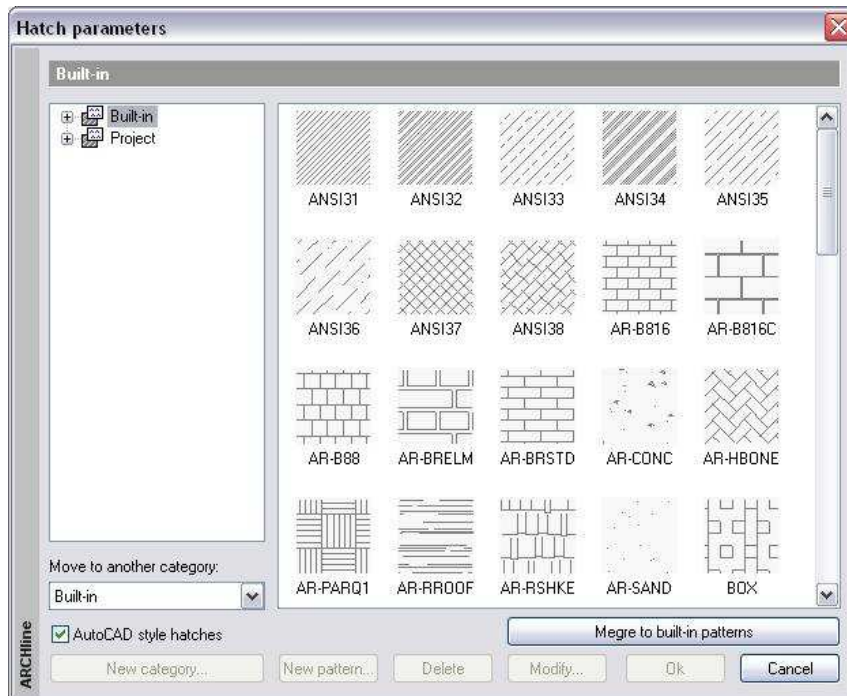 Hatch parameters
Built-in
Built-in
Project
ANSI31 ANSI32 ANSI33 ANSI34 ANSI35
ANSI36 ANSI37 ANSI38 AR-B816 AR-B816C
AR-B88 AR-BRELM AR-BRSTD AR-CONC AR-HBONE
AR-PARQ1 AR-RROOF AR-RSHKE AR-SAND BOX
Move to another category:
Built-in
AutoCAD style hatches
Megre to built-in patterns
New category... New pattern... Delete Modify... Ok Cancel
ARCHline